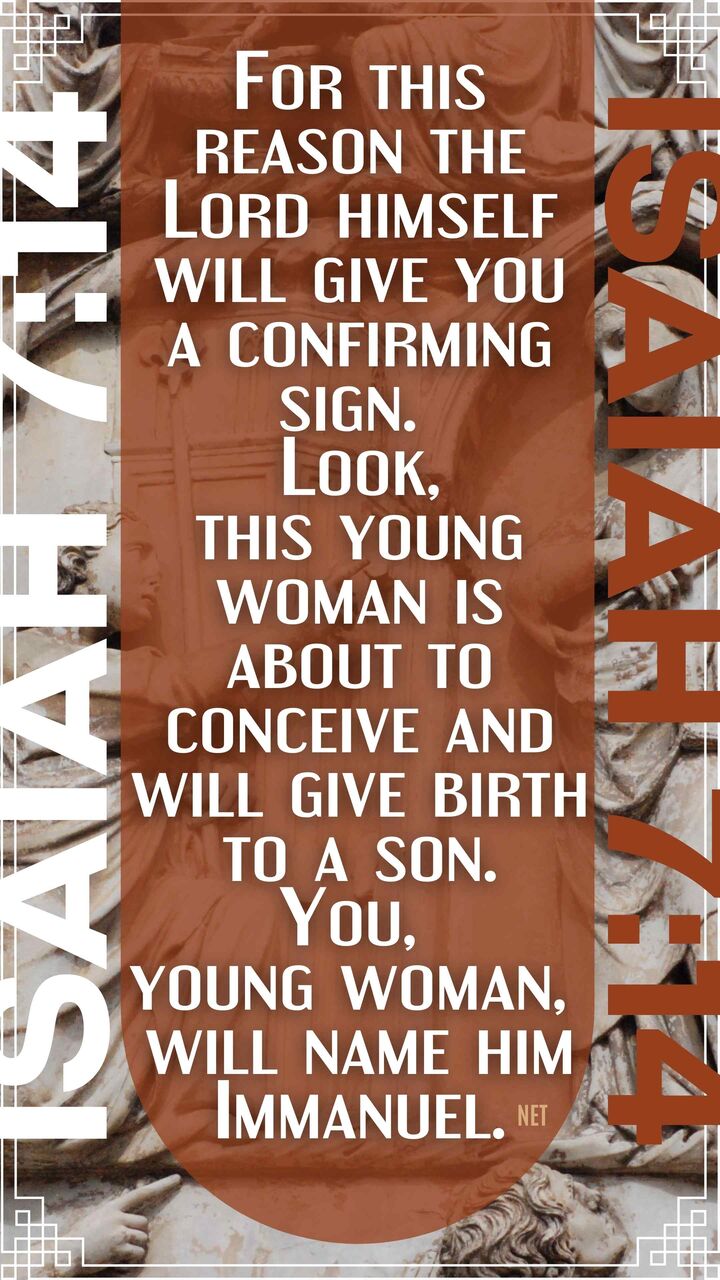 For this
reason the
Lord himself
will give you
a confirming
sign.
Look,
this young
woman is
about to
conceive and
will give birth
to a son.
You,
young woman,
will name him
Immanuel. NET
ISAIAH 7:14
ISAIAH 7:14